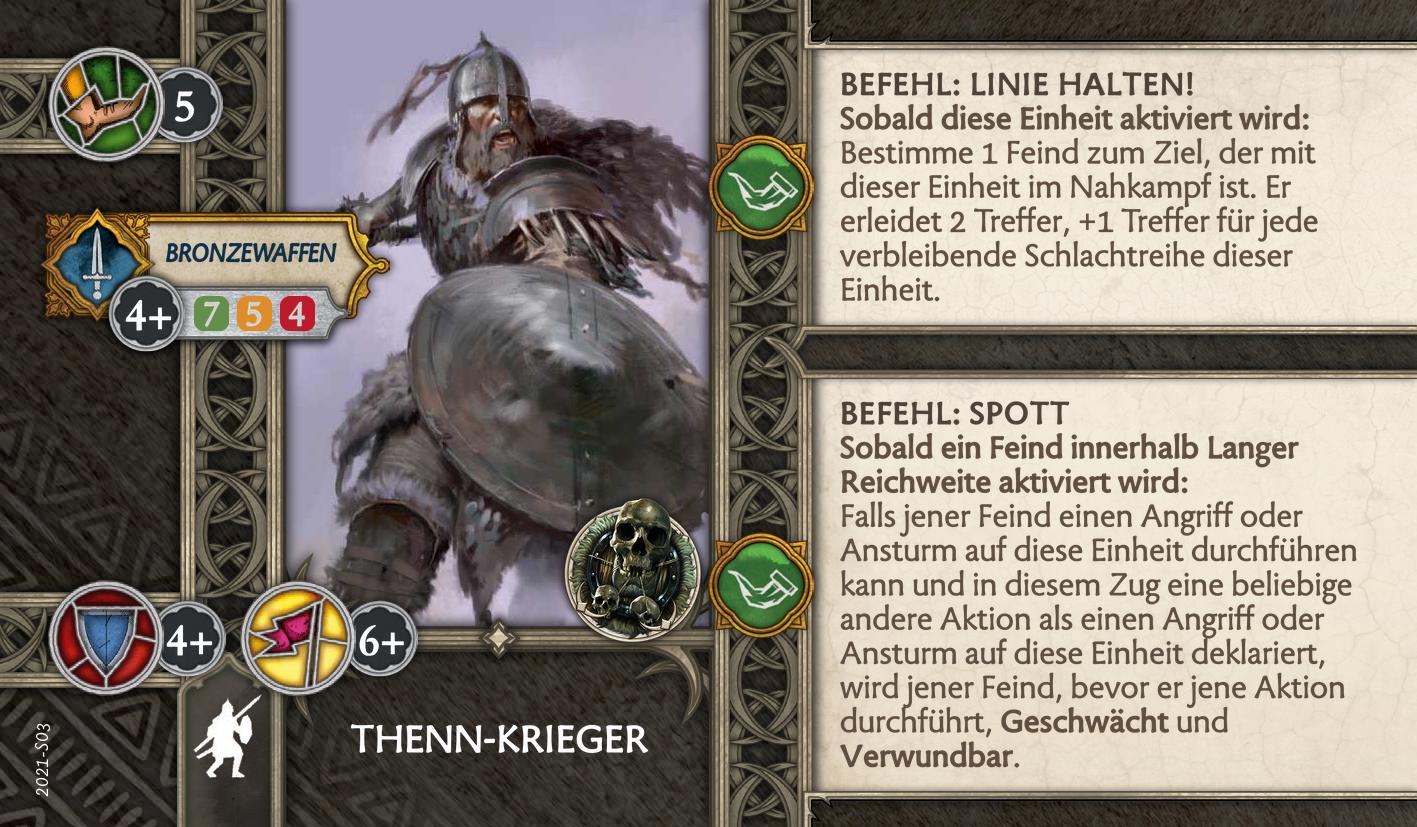 5
BRONZEWAFFEN
4+ 7 5 4
4+ 6+
THENN-KRIEGER
2021-S03
BEFEHL: LINIE HALTEN!
Sobald diese Einheit aktiviert wird:
Bestimme 1 Feind zum Ziel, der mit
dieser Einheit im Nahkampf ist. Er
erleidet 2 Treffer, +1 Treffer für jede
verbleibende Schlachtreihe dieser
Einheit.
BEFEHL: SPOTT
Sobald ein Feind innerhalb Langer
Reichweite aktiviert wird:
Falls jener Feind einen Angriff oder
Ansturm auf diese Einheit durchführen
kann und in diesem Zug eine beliebige
andere Aktion als einen Angriff oder
Ansturm auf diese Einheit deklariert,
wird jener Feind, bevor er jene Aktion
durchführt, Geschwächt und
Verwundbar.